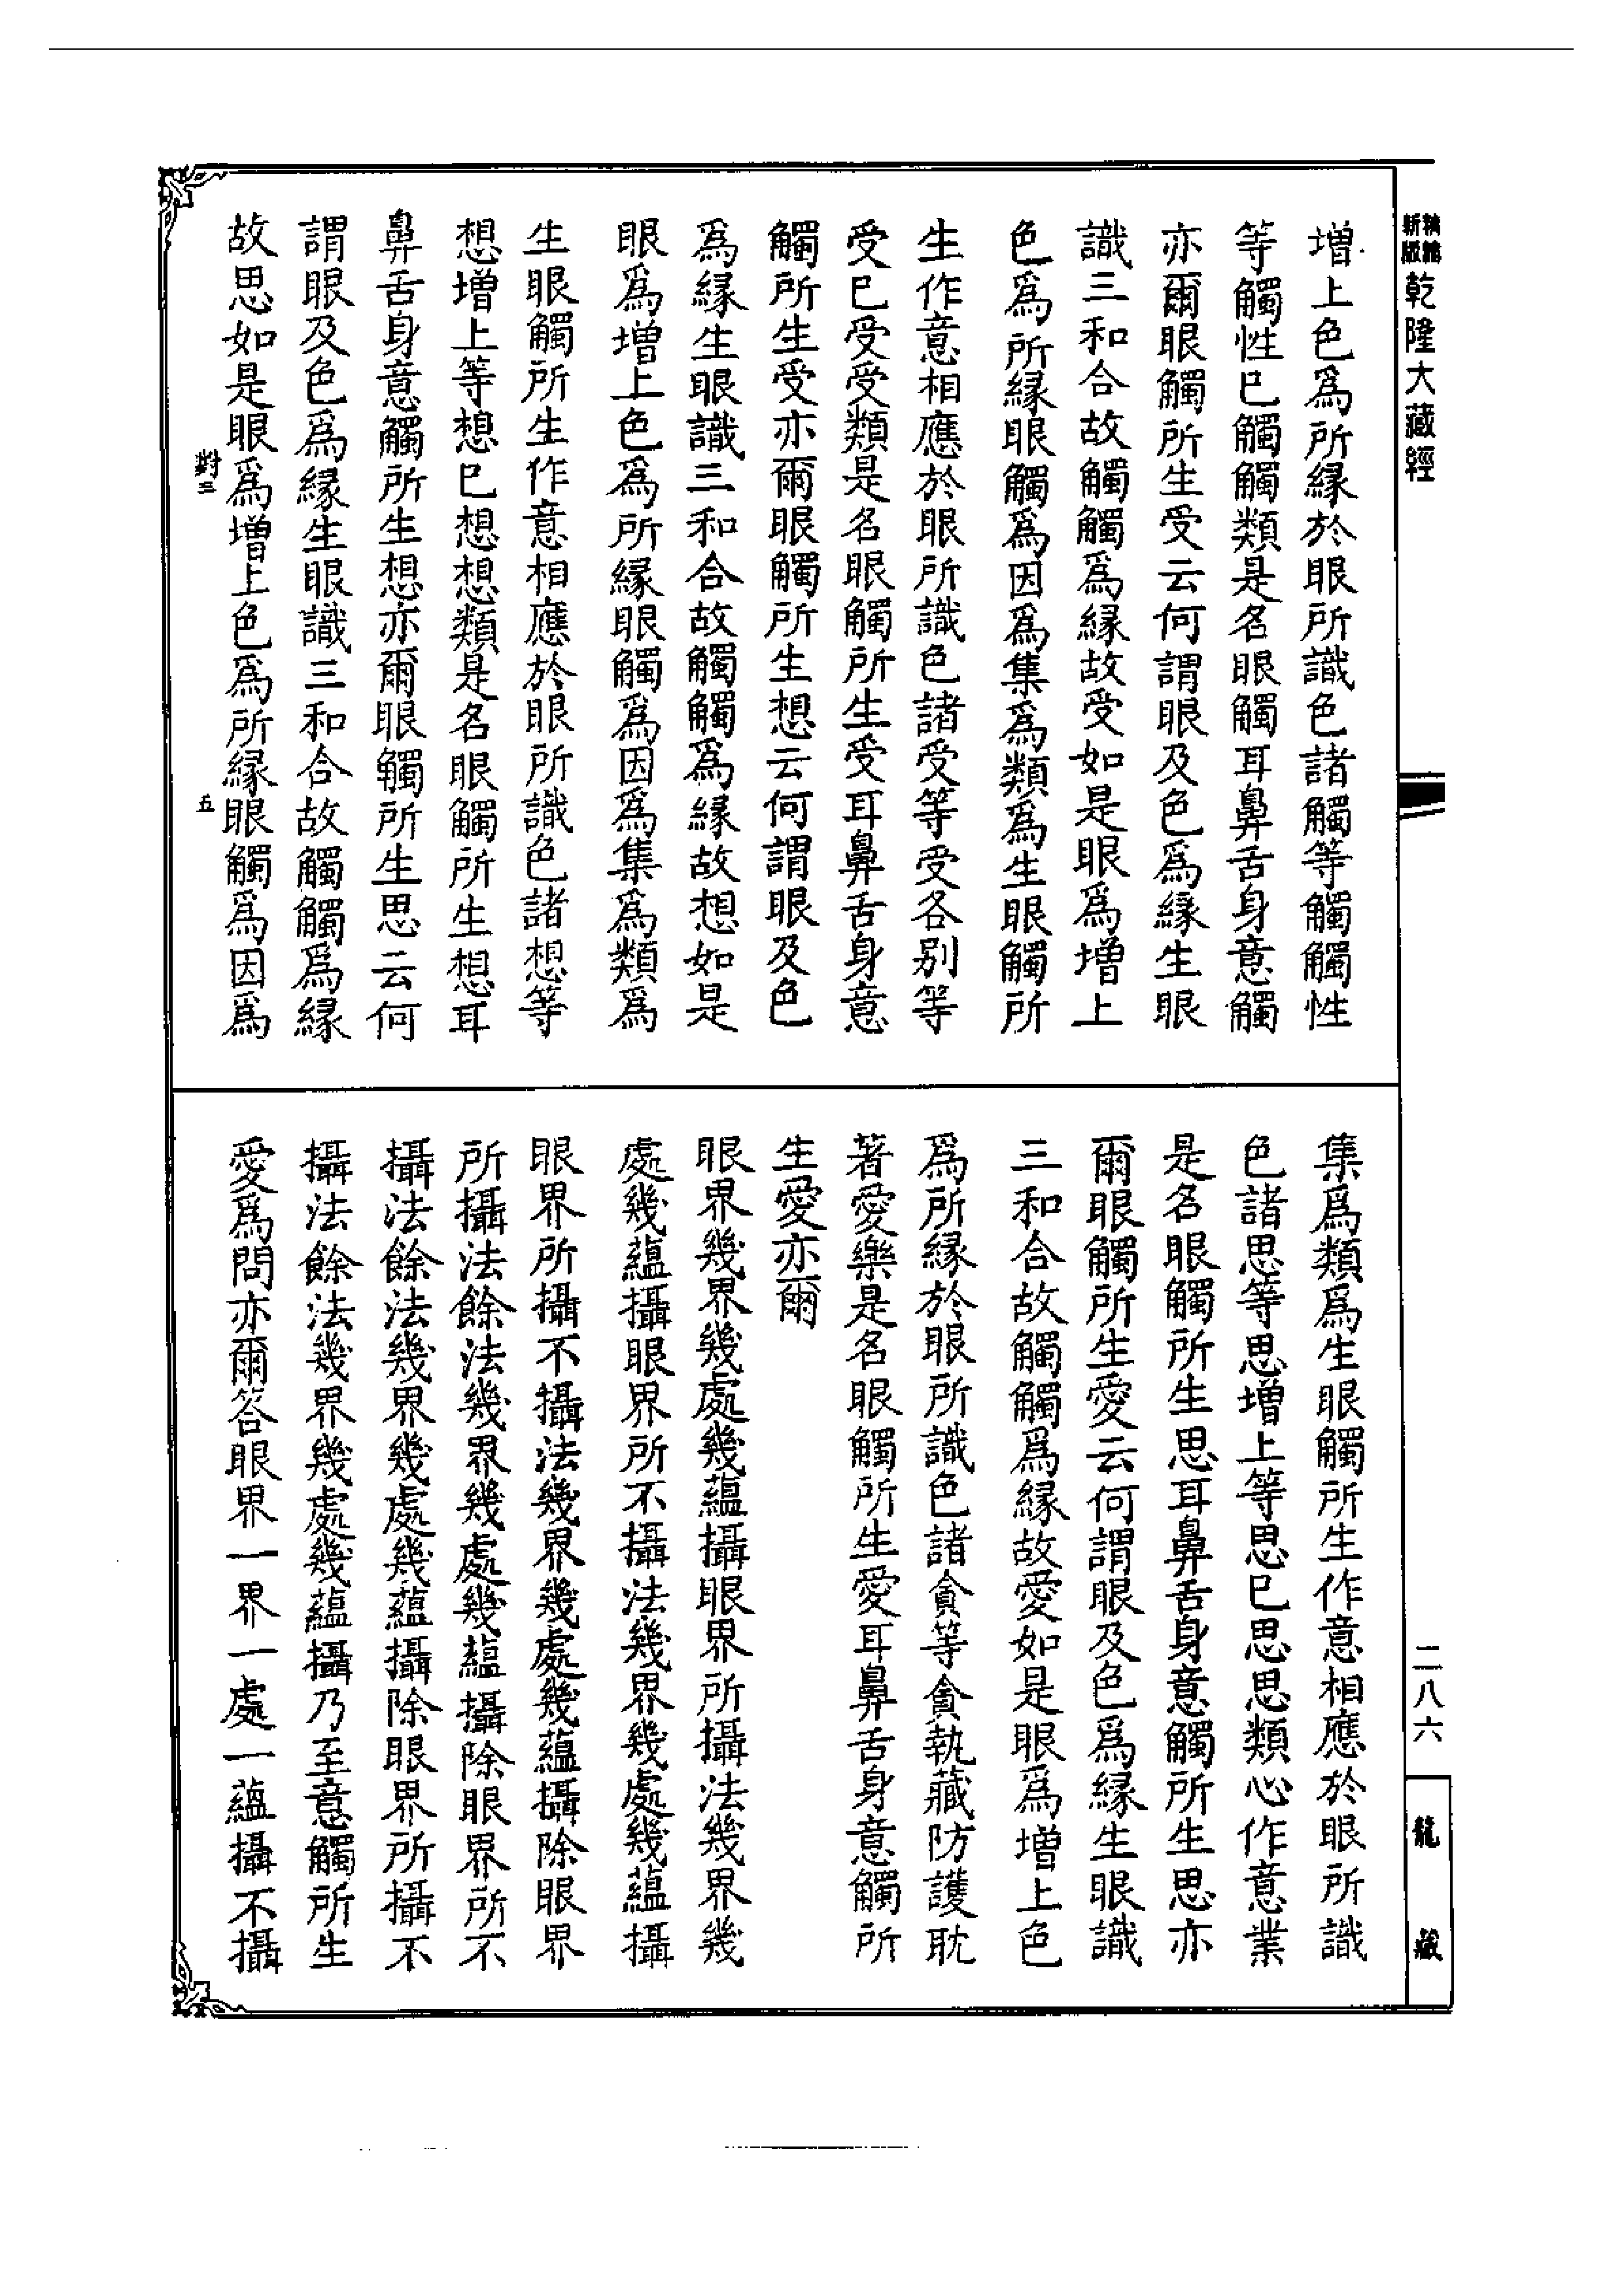 新版
精縮
乾隆大藏經
增上色爲所緣於眼所識色諸觸等觸觸性
等觸性已觸觸類是名眼觸耳鼻舌身意觸
亦爾眼觸所生受云何謂眼及色爲緣生眼
識三和合故觸觸爲緣故受如是眼爲增上
色爲所緣眼觸爲因爲集爲類爲生眼觸所
生作意相應於眼所識色諸受等受各別等
受已受受類是名眼觸所生受耳鼻舌身意
觸所生受亦爾眼觸所生想云何謂眼及色
爲緣生眼識三和合故觸觸爲緣故想如是
眼爲增上色爲所緣眼觸爲因爲集爲類爲
生眼觸所生作意相應於眼所識色諸想等
想增上等想已想想類是名眼觸所生想耳
鼻舌身意觸所生想亦爾眼觸所生思云何
謂眼及色爲緣生眼識三和合故觸觸爲緣
故思如是眼爲增上色爲所緣眼觸爲因爲
對三
五
集爲類爲生眼觸所生作意相應於眼所識
色諸思等思增上等思已思思類心作意業
是名眼觸所生思耳鼻舌身意觸所生思亦
爾眼觸所生愛云何謂眼及色爲緣生眼識
三和合故觸觸爲緣故愛如是眼爲增上色
爲所緣於眼所識色諸貪等貪執藏防護耽
著愛樂是名眼觸所生愛耳鼻舌身意觸所
生愛亦爾
眼界幾界幾處幾蘊攝眼界所攝法幾界幾
處幾蘊攝眼界所不攝法幾界幾處幾蘊攝
眼界所攝不攝法幾界幾處幾蘊攝除眼界
所攝法餘法幾界幾處幾蘊攝除眼界所不
攝法餘法幾界幾處幾蘊攝除眼界所攝不
攝法餘法幾界幾處幾蘊攝乃至意觸所生
愛爲問亦爾答眼界一界一處一蘊攝不攝
二八六
龍藏